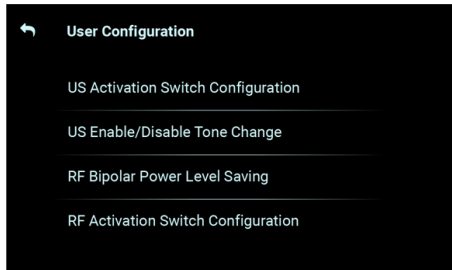 User Configuration
US Activation Switch Configuration
US Enable/Disable Tone Change
RF Bipolar Power Level Saving
RF Activation Switch Configuration